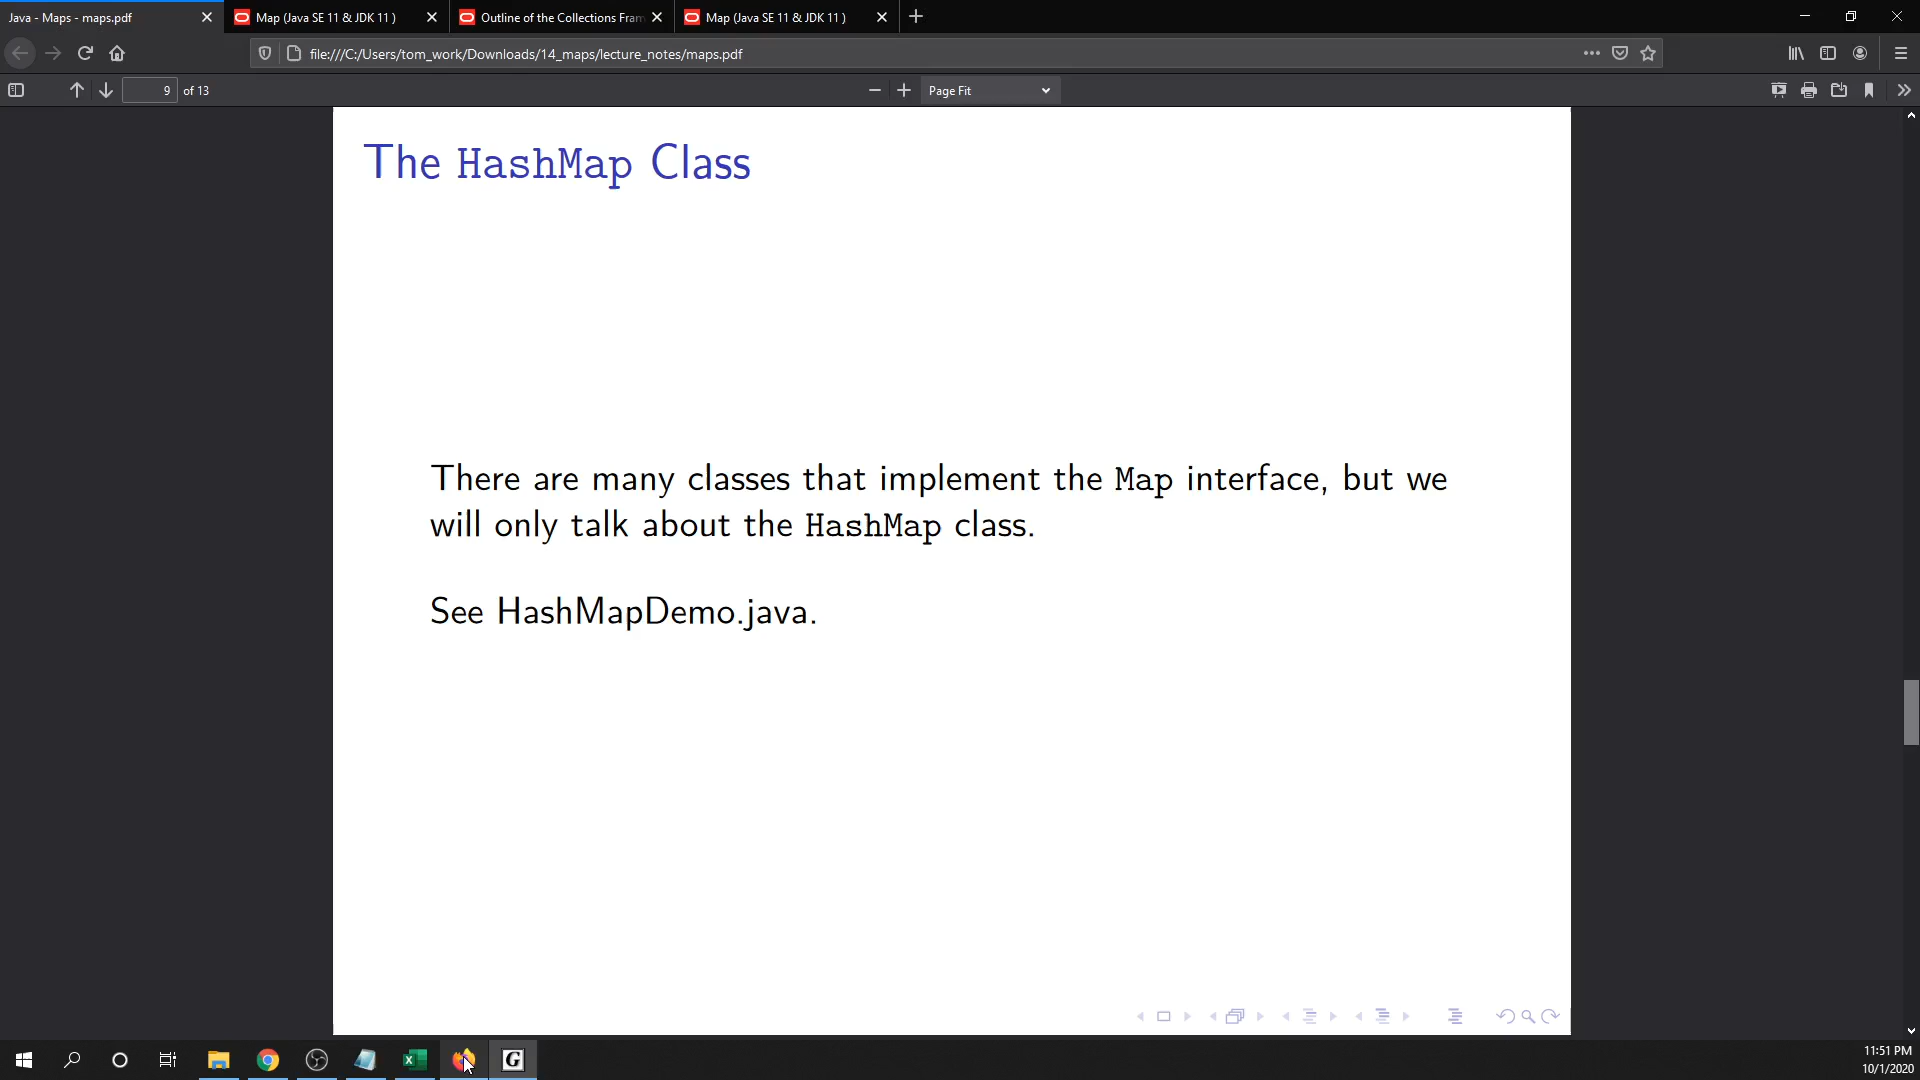 Java - Maps - maps.pdf
Map (Java SE 11 & JDK 11 )
Outline of the Collections Fram
Map (Java SE 11 & JDK 11 )
file:///C:/Users/tom_work/Downloads/14_maps/lecture_notes/maps.pdf
9 of 13
Page Fit
The HashMap Class
There are many classes that implement the Map interface, but we
will only talk about the HashMap class.
See HashMapDemo.java.
G
11:51 PM
10/1/2020